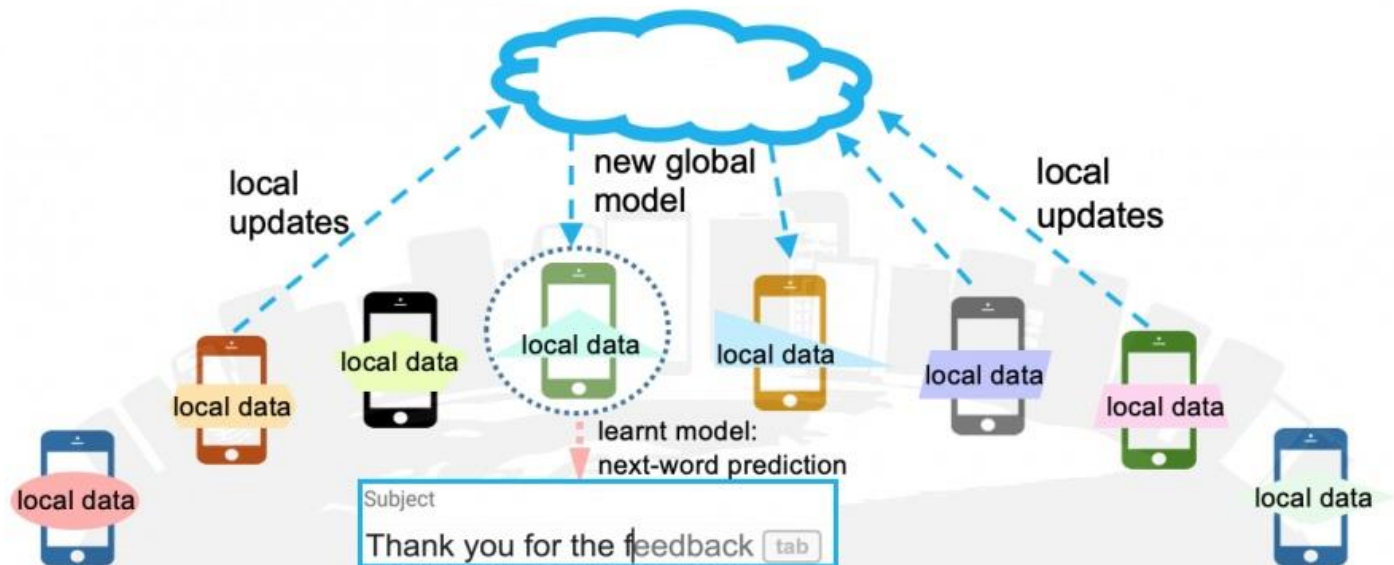 local
updates
new global
model
local
updates
local data
local data
local data
local data
local data
local data
local data
local data
learnt model:
next-word prediction
Subject
Thank you for the feedback tab